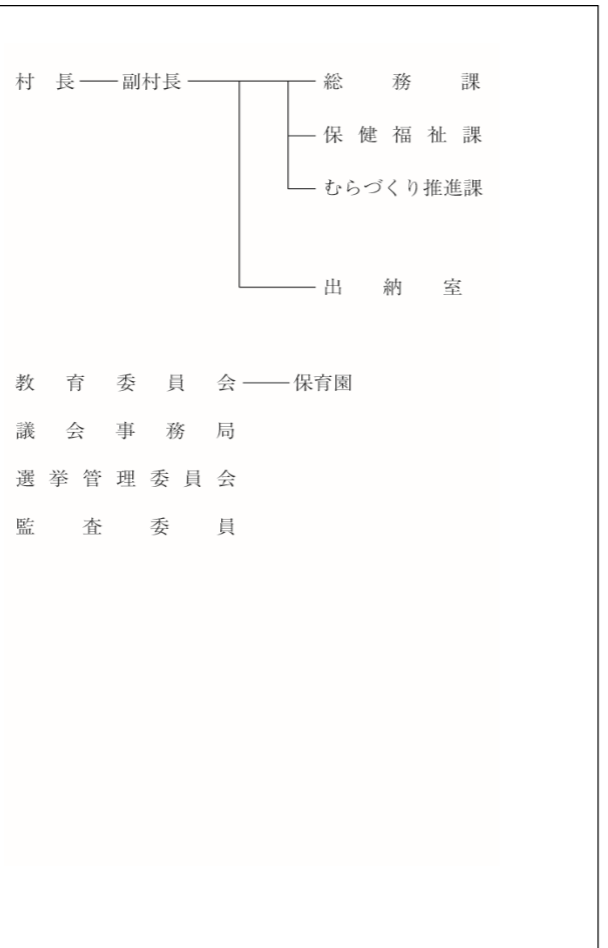 村長 副村長 総務課
保健福祉課
むらづくり推進課
出納室
教育委員会 保育園
議会事務局
選挙管理委員会
監査委員